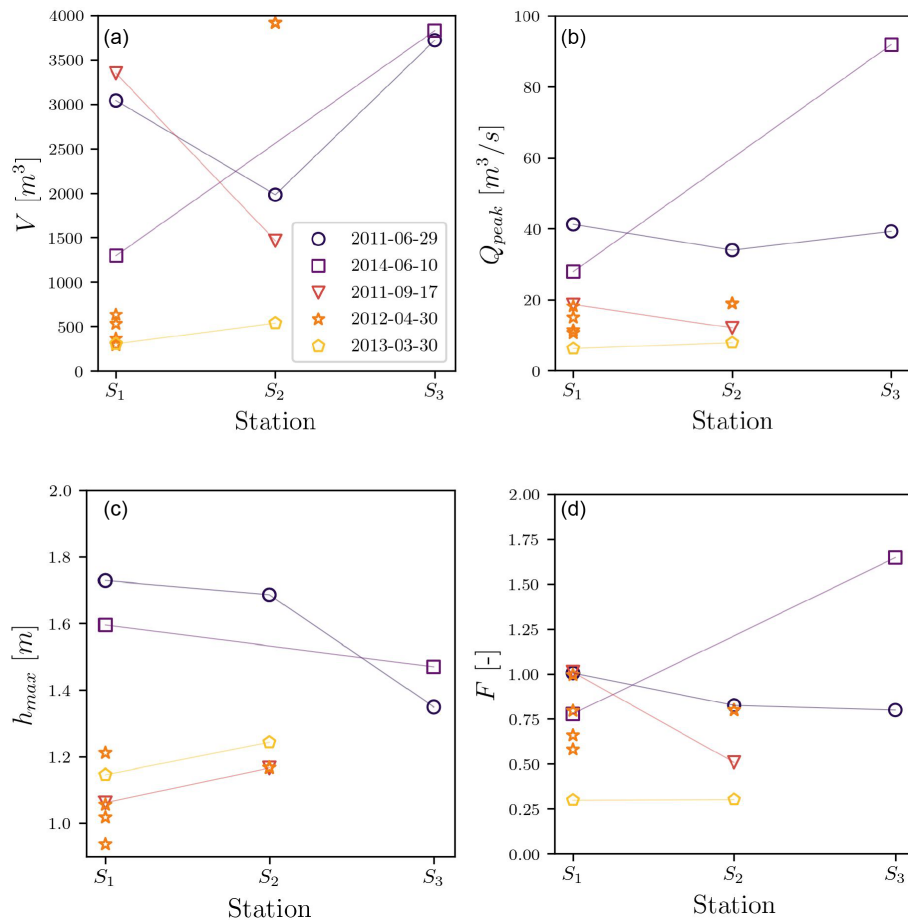 (a)
4000
3500
3000
2500
2000
1500
1000
500
0
V [m³]
S₁ S₂ S₃
Station
2011-06-29
2014-06-10
2011-09-17
2012-04-30
2013-03-30
(b)
100
80
60
40
20
0
Q_peak [m³/s]
S₁ S₂ S₃
Station
(c)
2.0
1.8
1.6
1.4
1.2
1.0
h_max [m]
S₁ S₂ S₃
Station
(d)
2.00
1.75
1.50
1.25
1.00
0.75
0.50
0.25
0.00
F [-]
S₁ S₂ S₃
Station